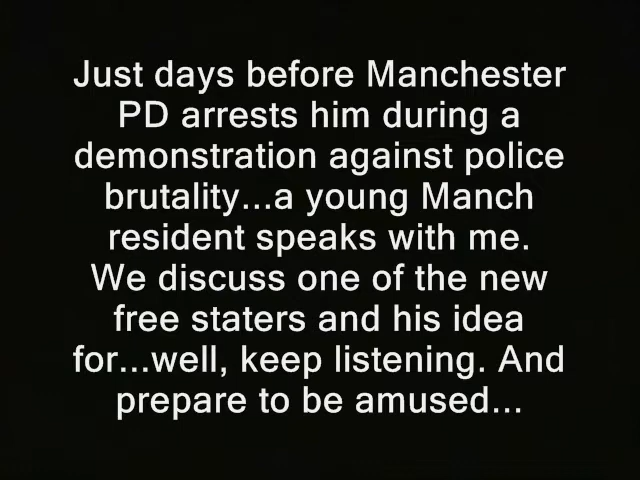 Just days before Manchester
PD arrests him during a
demonstration against police
brutality...a young Manch
resident speaks with me.
We discuss one of the new
free staters and his idea
for...well, keep listening. And
prepare to be amused...